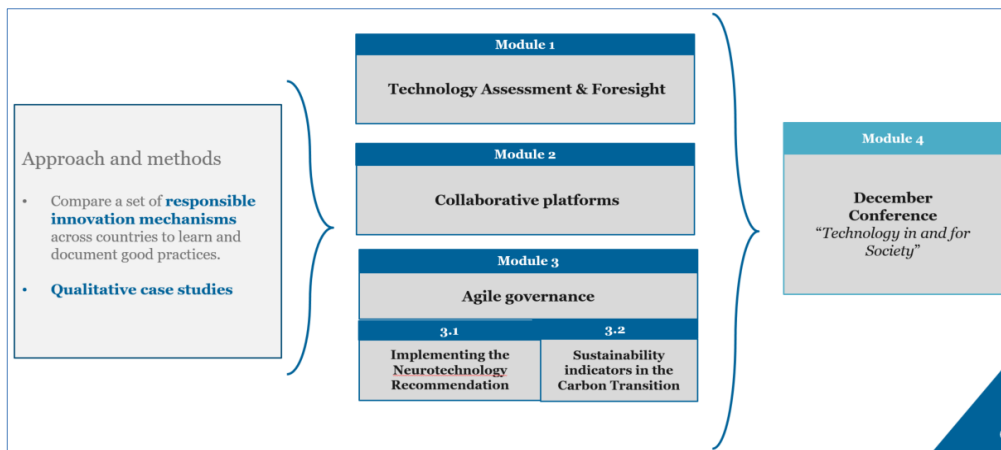 Approach and methods
• Compare a set of responsible
innovation mechanisms
across countries to learn and
document good practices.
• Qualitative case studies
Module 1
Technology Assessment & Foresight
Module 2
Collaborative platforms
Module 3
Agile governance
3.1
Implementing the
Neurotechnology
Recommendation
3.2
Sustainability
indicators in the
Carbon Transition
Module 4
December
Conference
“Technology in and for
Society”